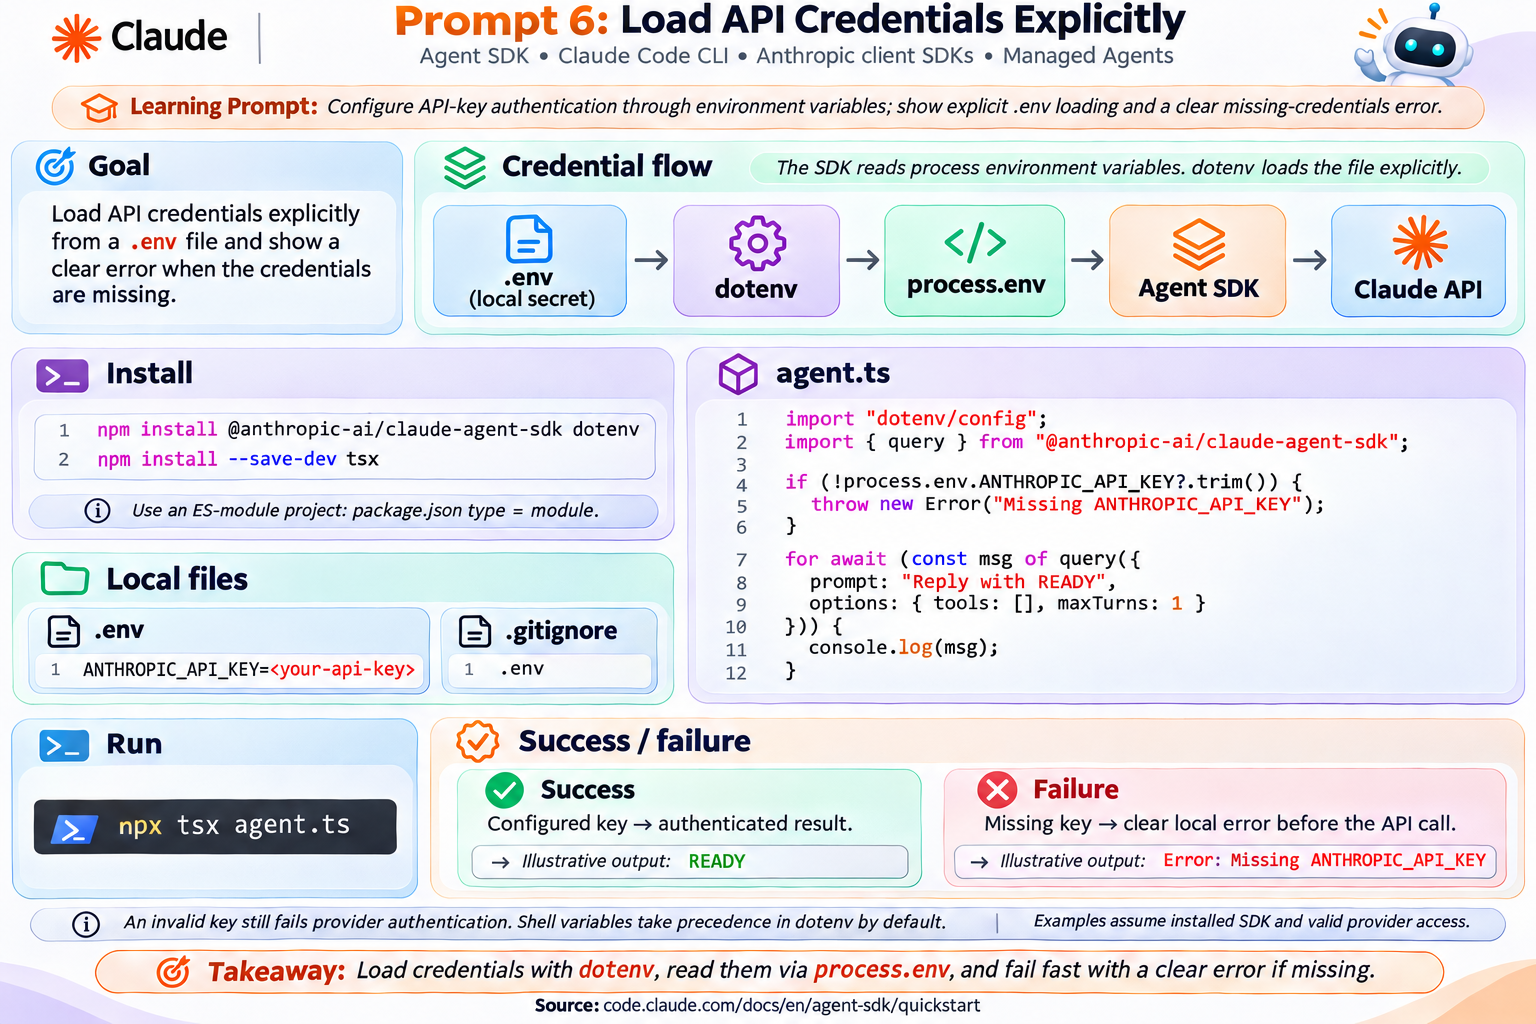 Claude
Prompt 6: Load API Credentials Explicitly
Agent SDK • Claude Code CLI • Anthropic client SDKs • Managed Agents
Learning Prompt: Configure API-key authentication through environment variables; show explicit .env loading and a clear missing-credentials error.
Goal
Load API credentials explicitly
from a .env file and show a
clear error when the credentials
are missing.
Credential flow
The SDK reads process environment variables. dotenv loads the file explicitly.
.env
(local secret)
→
dotenv
→
process.env
→
Agent SDK
→
Claude API
Install
1 npm install @anthropic-ai/claude-agent-sdk dotenv
2 npm install --save-dev tsx
Use an ES-module project: package.json type = module.
Local files
.env
1 ANTHROPIC_API_KEY=<your-api-key>
.gitignore
1 .env
agent.ts
1 import "dotenv/config";
2 import { query } from "@anthropic-ai/claude-agent-sdk";
3
4 if (!process.env.ANTHROPIC_API_KEY?.trim()) {
5 throw new Error("Missing ANTHROPIC_API_KEY");
6 }
7 for await (const msg of query({
8 prompt: "Reply with READY",
9 options: { tools: [], maxTurns: 1 }
10 })) {
11 console.log(msg);
12 }
Run
npx tsx agent.ts
Success / failure
Success
Configured key → authenticated result.
→ Illustrative output: READY
Failure
Missing key → clear local error before the API call.
→ Illustrative output: Error: Missing ANTHROPIC_API_KEY
An invalid key still fails provider authentication. Shell variables take precedence in dotenv by default. | Examples assume installed SDK and valid provider access.
Takeaway: Load credentials with dotenv, read them via process.env, and fail fast with a clear error if missing.
Source: code.claude.com/docs/en/agent-sdk/quickstart